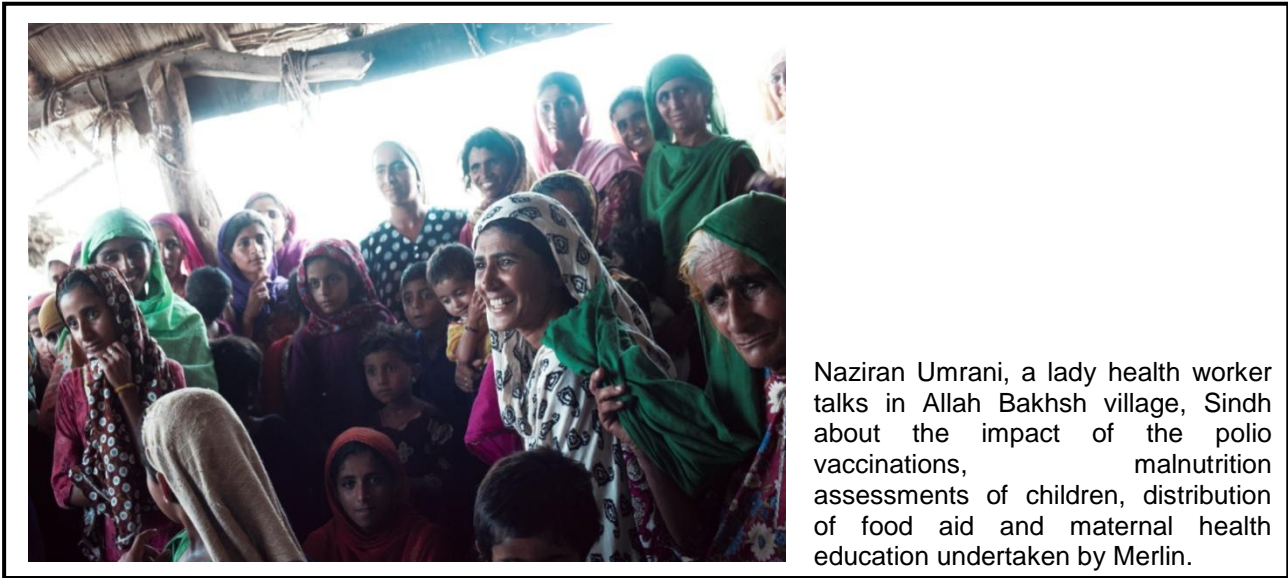 Naziran Umrani, a lady health worker
talks in Allah Bakhsh village, Sindh
about the impact of the polio
vaccinations, malnutrition
assessments of children, distribution
of food aid and maternal health
education undertaken by Merlin.